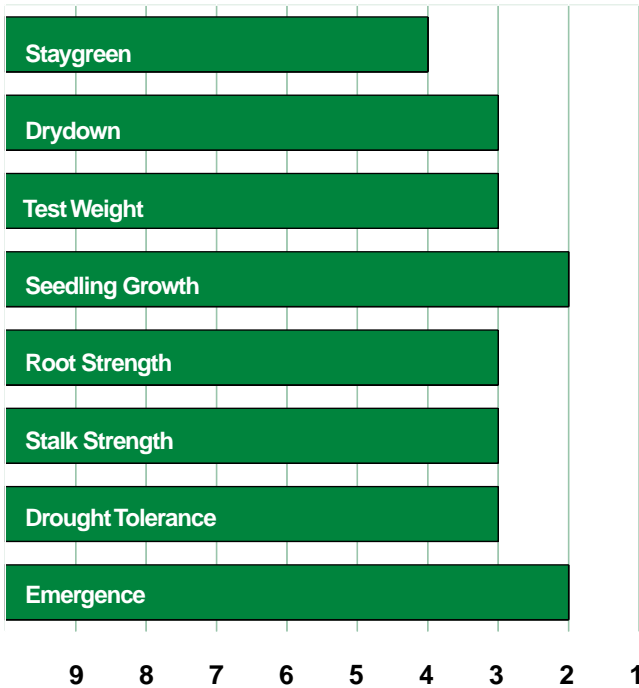 Staygreen
Drydown
Test Weight
Seedling Growth
Root Strength
Stalk Strength
Drought Tolerance
Emergence
9 8 7 6 5 4 3 2 1